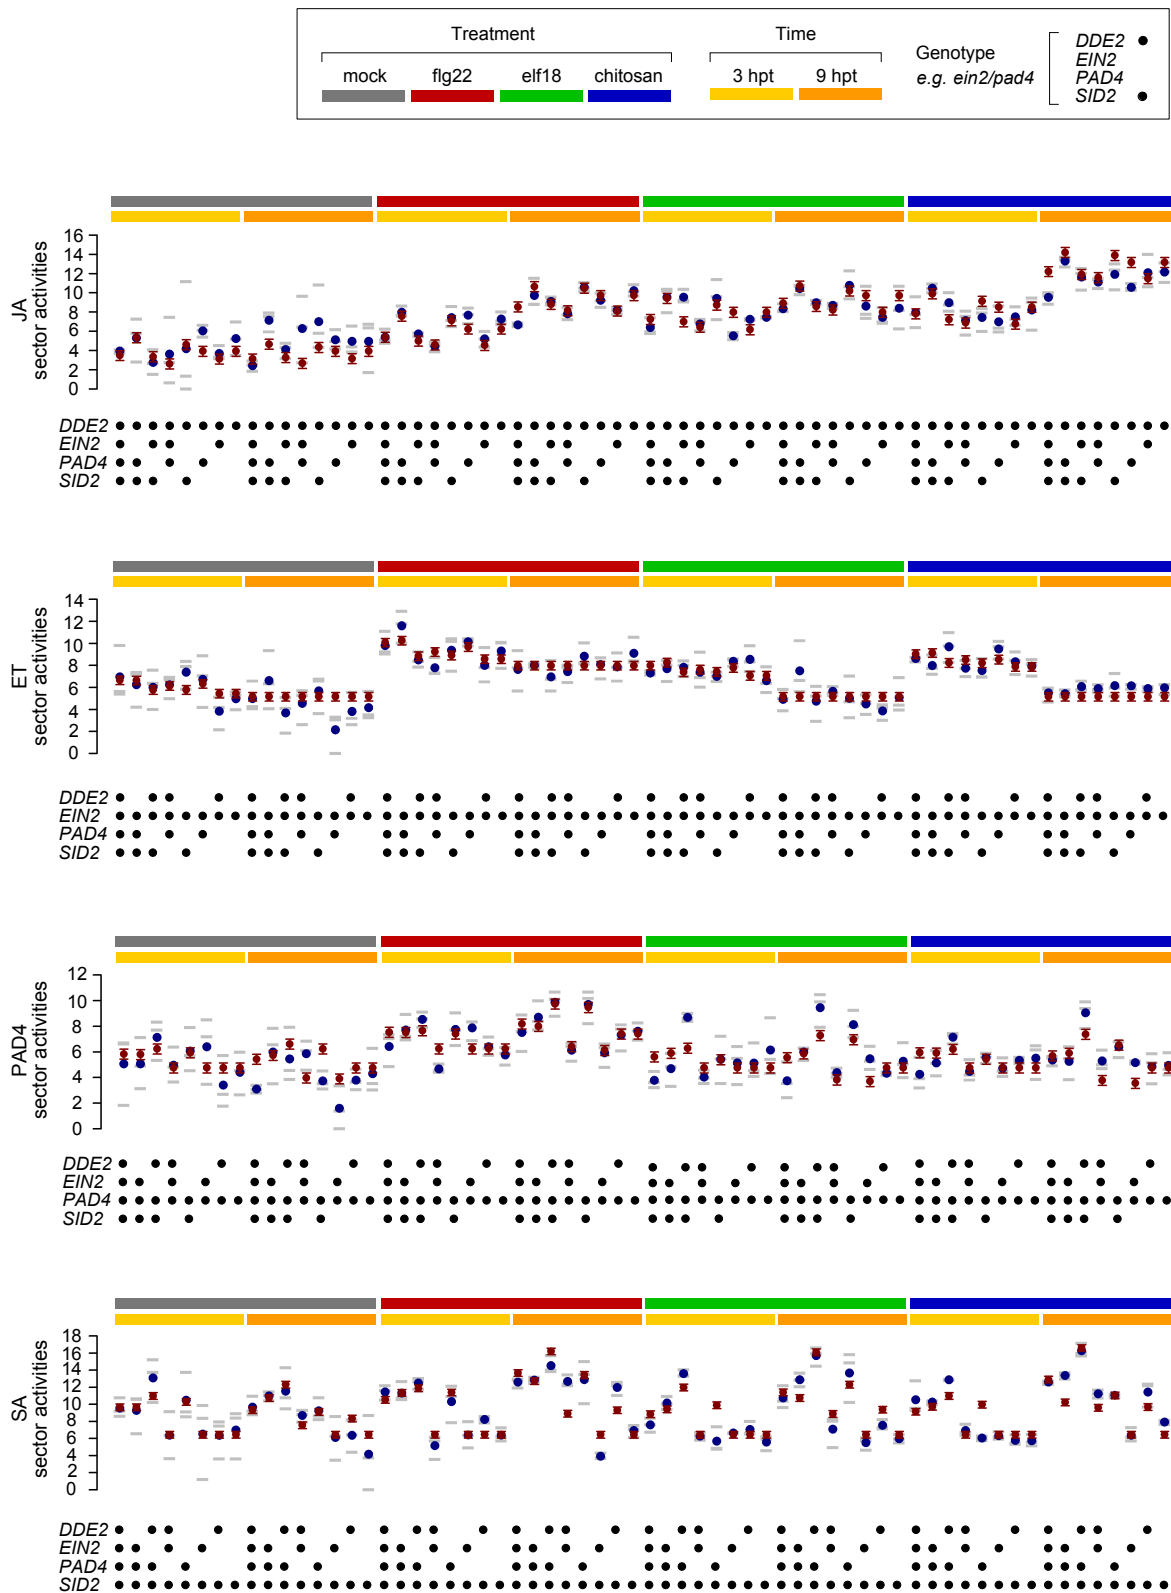 Treatment
Time
mock
flg22
elf18
chitosan
3 hpt
9 hpt
Genotype
e.g. ein2/pad4
DDE2
EIN2
PAD4
SID2
JA
sector activities
16
14
12
10
8
6
4
2
0
DDE2
EIN2
PAD4
SID2
ET
sector activities
14
12
10
8
6
4
2
0
DDE2
EIN2
PAD4
SID2
PAD4
sector activities
12
10
8
6
4
2
0
DDE2
EIN2
PAD4
SID2
SA
sector activities
18
16
14
12
10
8
6
4
2
0
DDE2
EIN2
PAD4
SID2